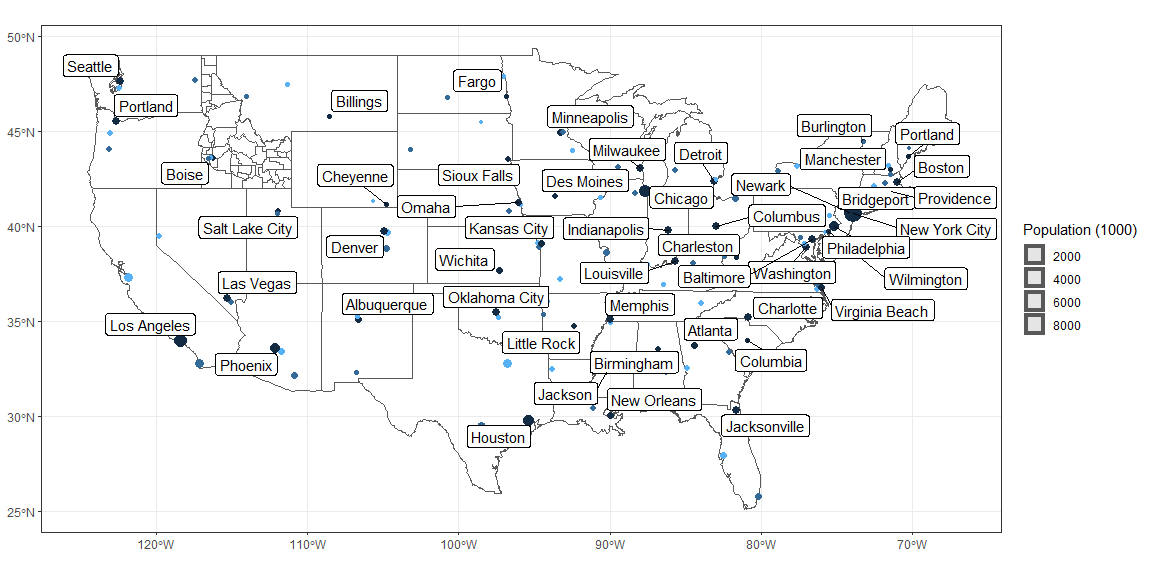 50°N
45°N
40°N
35°N
30°N
25°N
Seattle
Portland
Boise
Billings
Fargo
Minneapolis
Milwaukee
Detroit
Burlington
Portland
Manchester
Boston
Cheyenne
Sioux Falls
Des Moines
Chicago
Newark
Bridgeport
Providence
Omaha
Salt Lake City
Denver
Kansas City
Indianapolis
Columbus
New York City
Charleston
Philadelphia
Wichita
Louisville
Baltimore
Washington
Wilmington
Las Vegas
Albuquerque
Oklahoma City
Memphis
Charlotte
Virginia Beach
Los Angeles
Little Rock
Atlanta
Phoenix
Birmingham
Columbia
Jackson
New Orleans
Houston
Jacksonville
120°W
110°W
100°W
90°W
80°W
70°W
Population (1000)
2000
4000
6000
8000